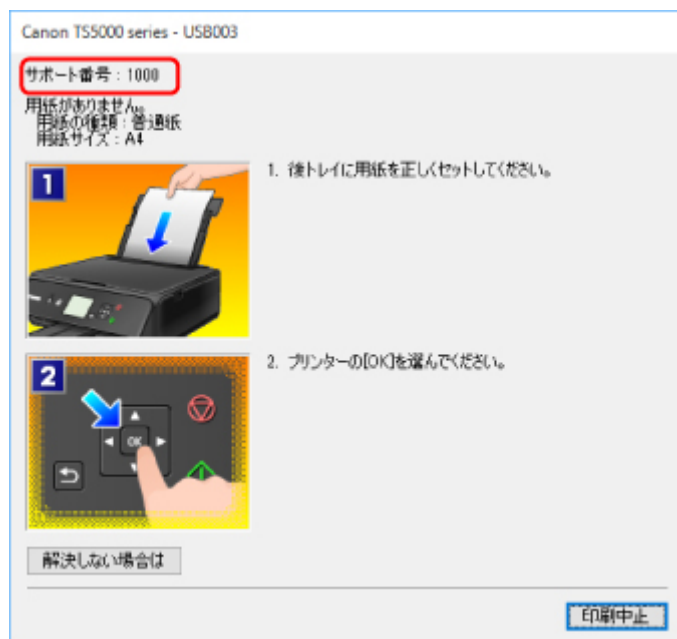 Canon TS5000 series - USB003
サポート番号 : 1000
用紙がありません。
用紙の種類 : 普通紙
用紙サイズ : A4
1
1. 後トレイに用紙を正しくセットしてください。
2
2. プリンターの[OK]を選んでください。
OK
解決しない場合は
印刷中止